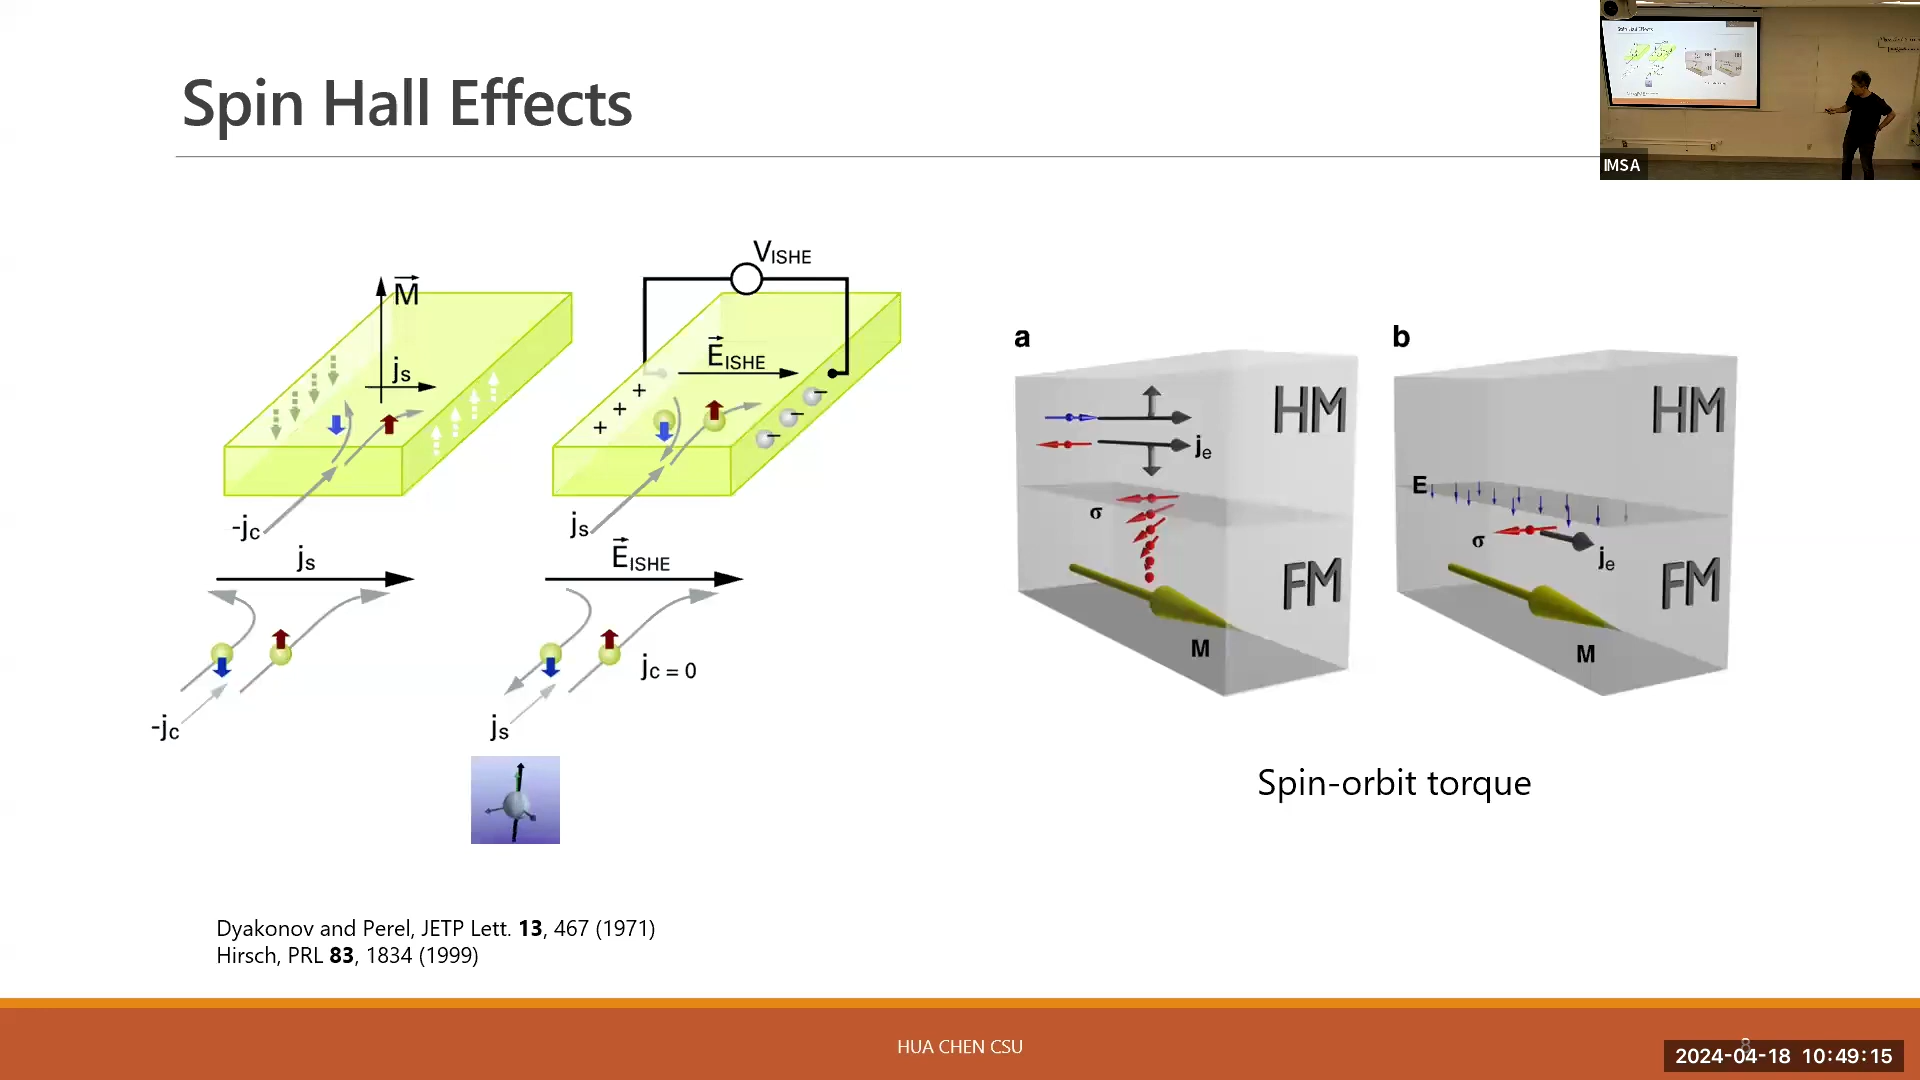 Spin Hall Effects
IMSA
M
js
-jc
js
-jc
VISHE
EISHE
+ + +
− − −
js
EISHE
jc = 0
js
a
HM
je
σ
FM
M
b
HM
E
σ
je
FM
M
Spin-orbit torque
Dyakonov and Perel, JETP Lett. 13, 467 (1971)
Hirsch, PRL 83, 1834 (1999)
HUA CHEN CSU
8
2024-04-18 10:49:15